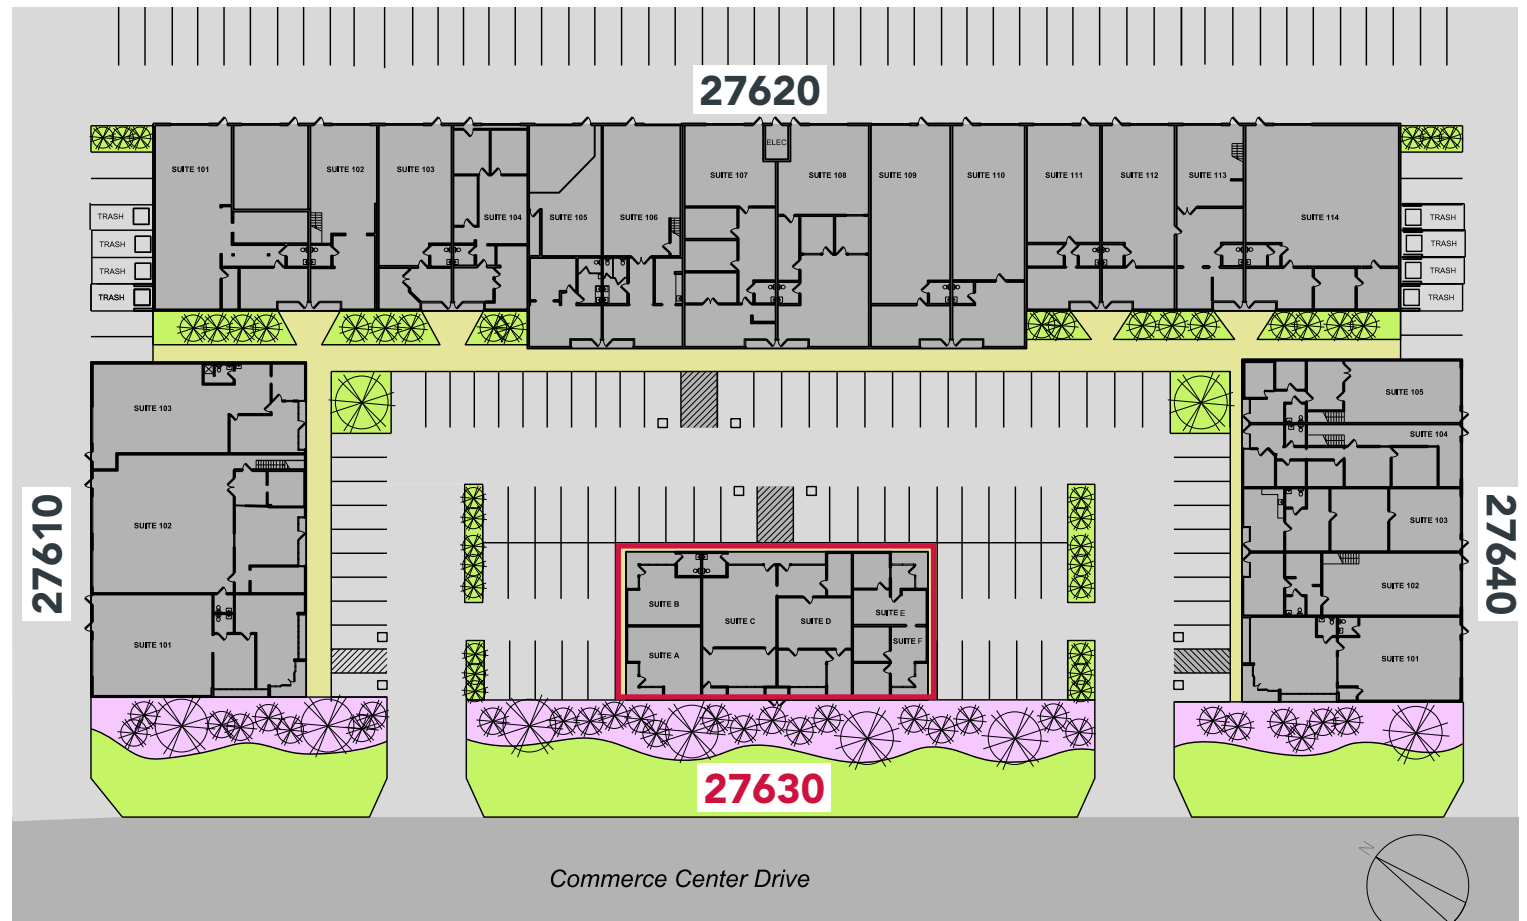 27620
ELEC
SUITE 101
SUITE 102
SUITE 103
SUITE 104
SUITE 105
SUITE 106
SUITE 107
SUITE 108
SUITE 109
SUITE 110
SUITE 111
SUITE 112
SUITE 113
SUITE 114
TRASH
TRASH
TRASH
TRASH
TRASH
TRASH
TRASH
TRASH
27610
SUITE 103
SUITE 102
SUITE 101
SUITE B
SUITE A
SUITE C
SUITE D
SUITE E
SUITE F
27630
SUITE 105
SUITE 104
SUITE 103
SUITE 102
SUITE 101
27640
Commerce Center Drive
N